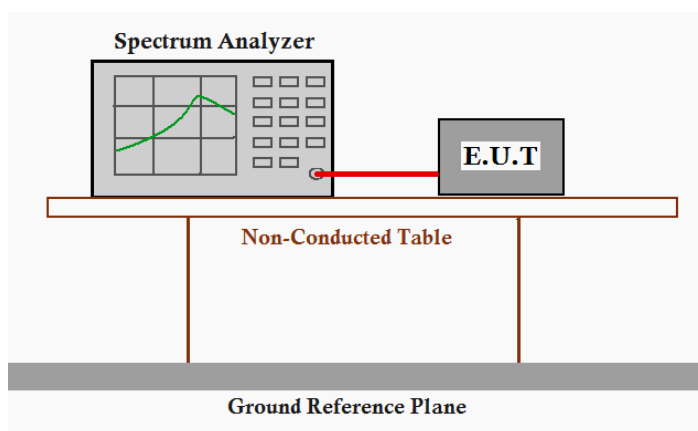 Spectrum Analyzer
E.U.T
Non-Conducted Table
Ground Reference Plane